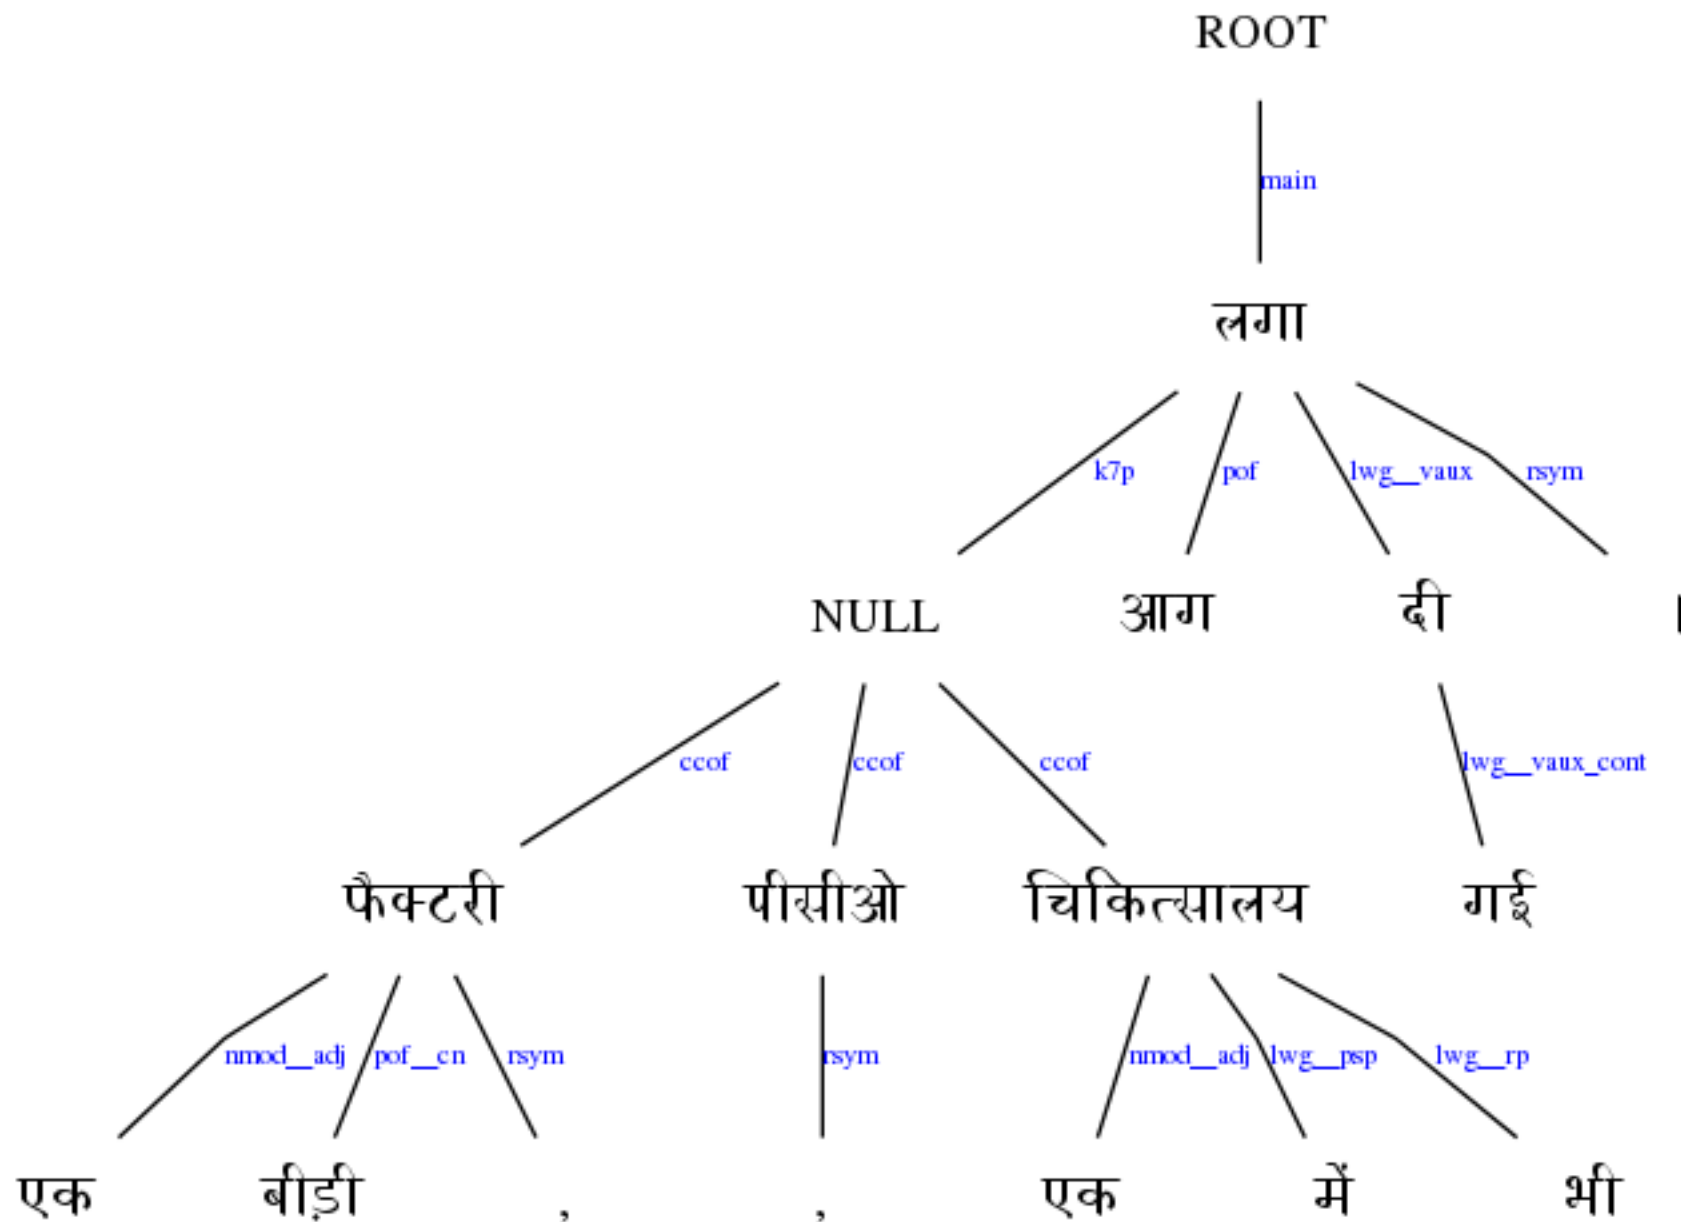 ROOT
main
लगा
k7p pof lwg__vaux rsym
NULL आग दी ।
ccof ccof ccof lwg__vaux_cont
फैक्टरी पीसीओ चिकित्सालय गई
nmod__adj pof__cn rsym rsym nmod__adj lwg__psp lwg__rp
एक बीड़ी , , एक में भी